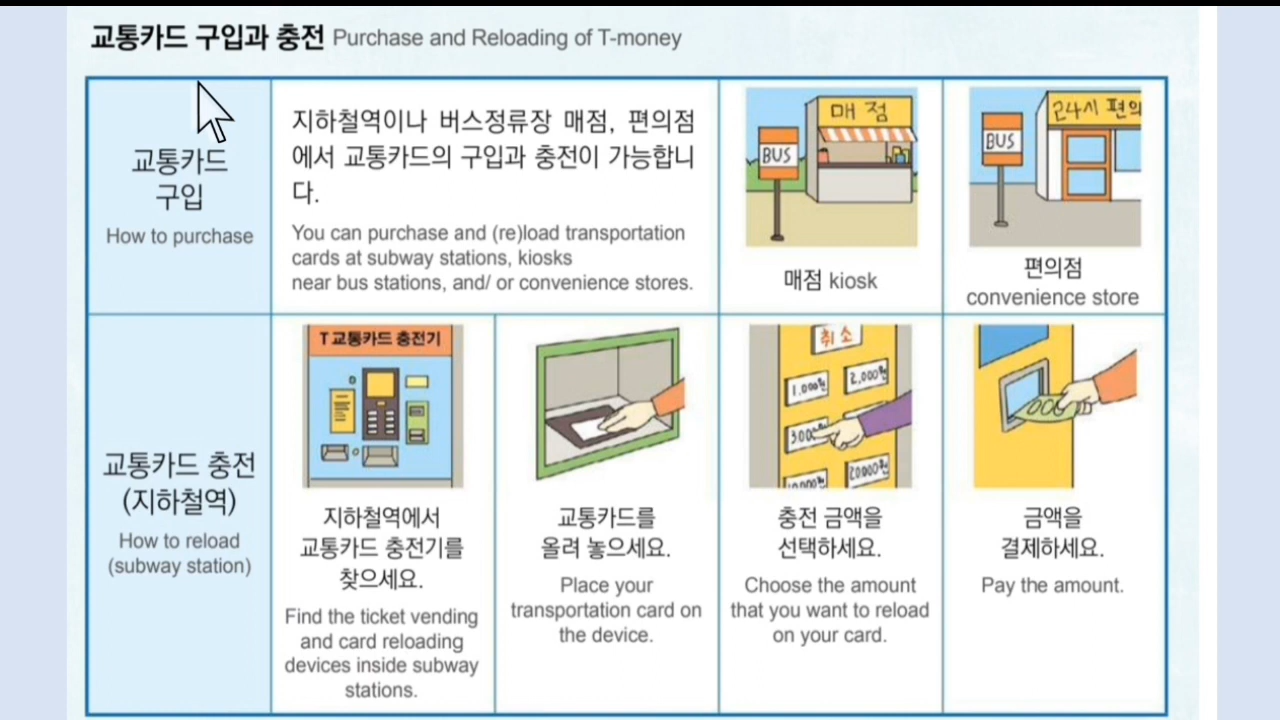 교통카드 구입과 충전 Purchase and Reloading of T-money
교통카드
구입
How to purchase
지하철역이나 버스정류장 매점, 편의점
에서 교통카드의 구입과 충전이 가능합니
다.
You can purchase and (re)load transportation
cards at subway stations, kiosks
near bus stations, and/ or convenience stores.
매점
BUS
매점 kiosk
24시 편의
BUS
편의점
convenience store
교통카드 충전
(지하철역)
How to reload
(subway station)
T 교통카드 충전기
지하철역에서
교통카드 충전기를
찾으세요.
Find the ticket vending
and card reloading
devices inside subway
stations.
교통카드를
올려 놓으세요.
Place your
transportation card on
the device.
취소
1,000원
2,000원
20,000원
충전 금액을
선택하세요.
Choose the amount
that you want to reload
on your card.
금액을
결제하세요.
Pay the amount.